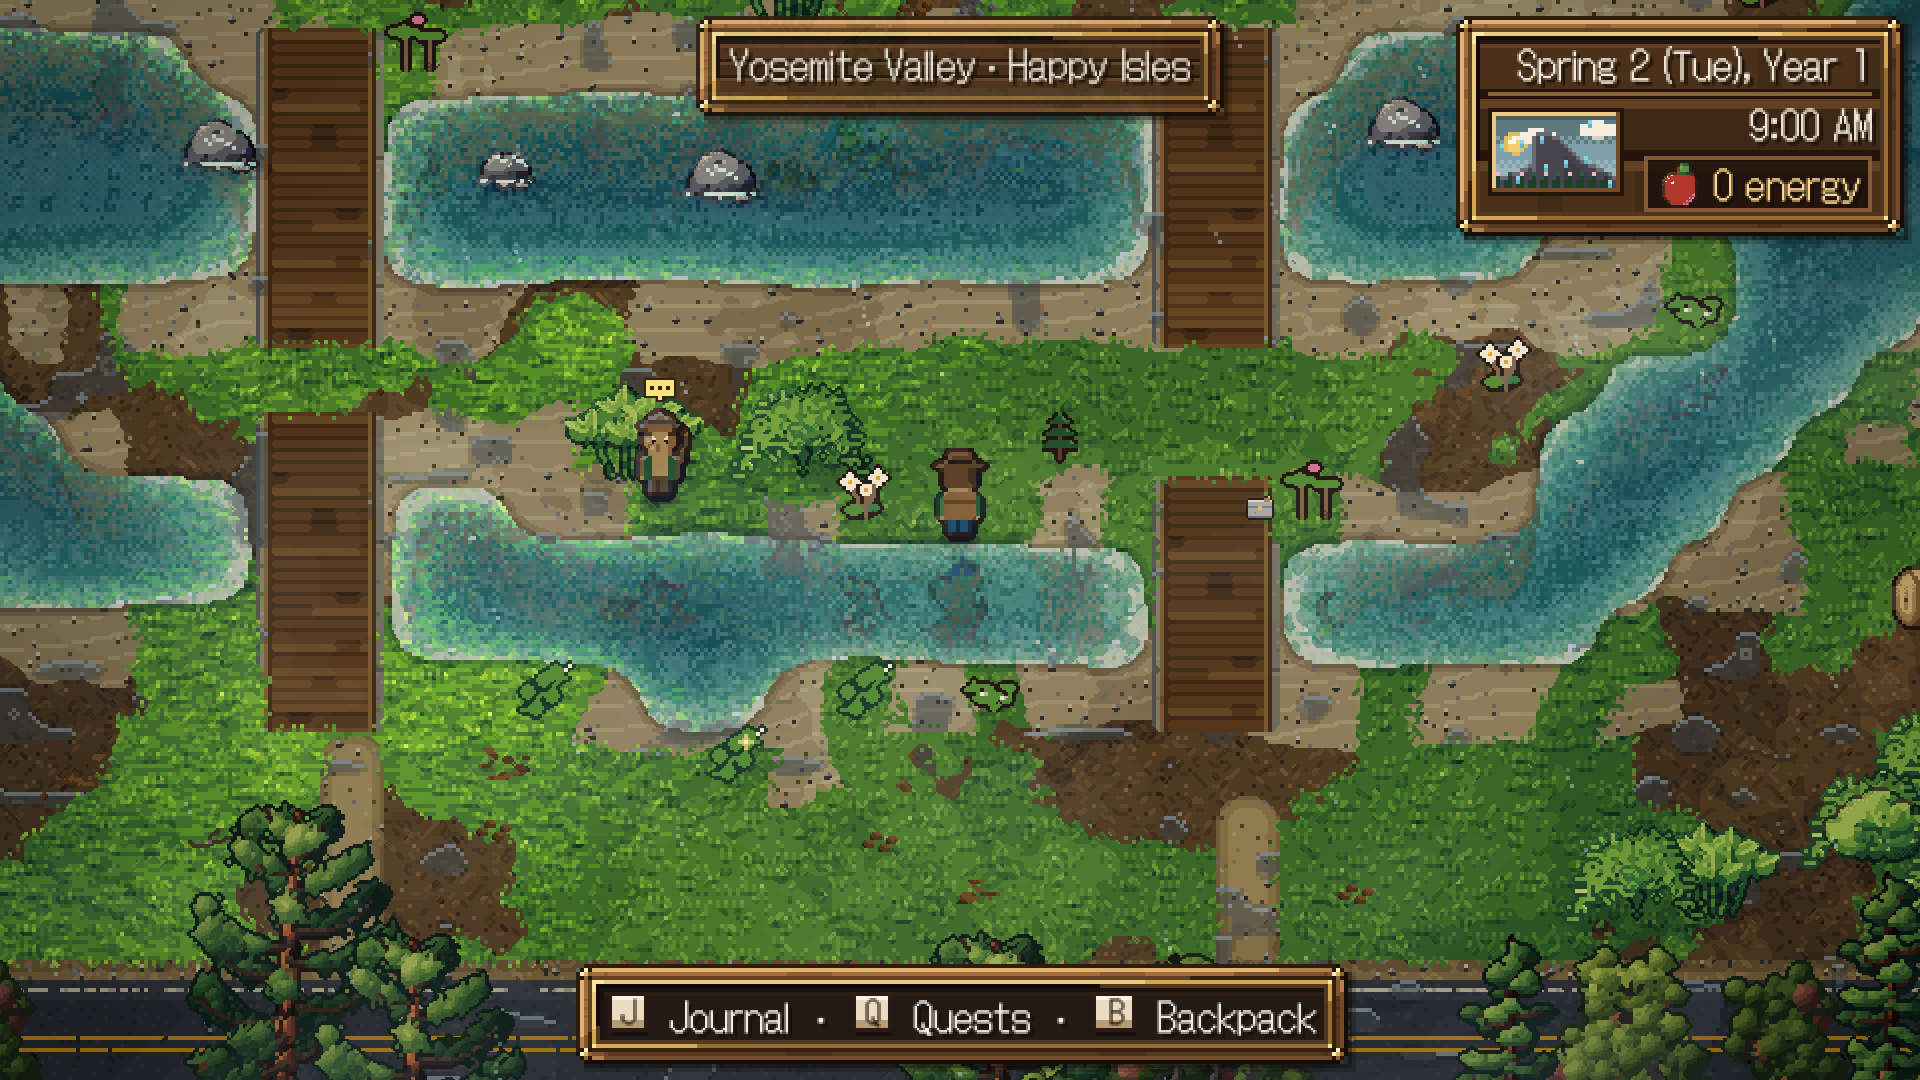 Yosemite Valley · Happy Isles
Spring 2 (Tue), Year 1
9:00 AM
0 energy
J Journal · Q Quests · B Backpack